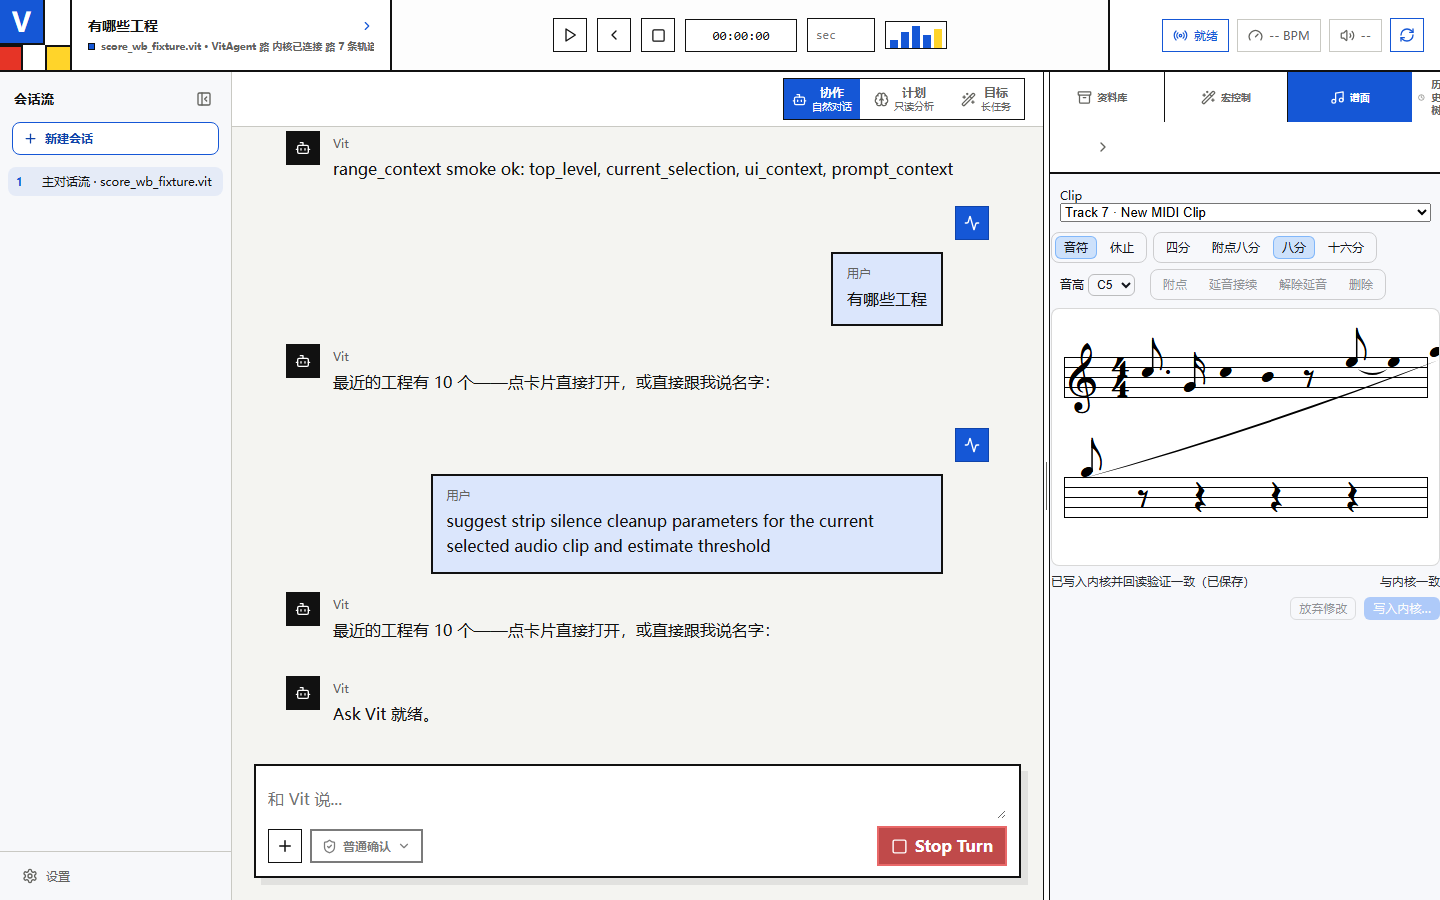 V
有哪些工程
score_wb_fixture.vit • VitAgent 路 内核已连接 路 7 条轨
00:00:00
sec
就绪
-- BPM
--
会话流
新建会话
1 主对话流 · score_wb_fixture.vit
设置
协作
自然对话
计划
只读分析
目标
长任务
Vit
range_context smoke ok: top_level, current_selection, ui_context, prompt_context
用户
有哪些工程
Vit
最近的工程有 10 个——点卡片直接打开，或直接跟我说名字：
用户
suggest strip silence cleanup parameters for the current
selected audio clip and estimate threshold
Vit
最近的工程有 10 个——点卡片直接打开，或直接跟我说名字：
Vit
Ask Vit 就绪。
和 Vit 说...
普通确认
Stop Turn
资料库
宏控制
谱面
历
史
树
Clip
Track 7 · New MIDI Clip
音符 休止 四分 附点八分 八分 十六分
音高 C5 附点 延音接续 解除延音 删除
4
4
已写入内核并回读验证一致（已保存）
与内核一致
放弃修改
写入内核...